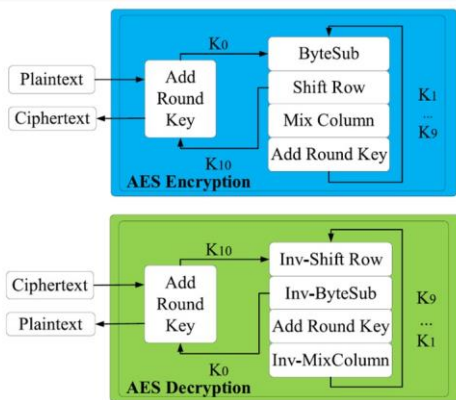 K0
Plaintext
Ciphertext
Add
Round
Key
ByteSub
Shift Row
Mix Column
Add Round Key
K1
...
K9
K10
AES Encryption
K10
Ciphertext
Plaintext
Add
Round
Key
Inv-Shift Row
Inv-ByteSub
Add Round Key
Inv-MixColumn
K9
...
K1
K0
AES Decryption